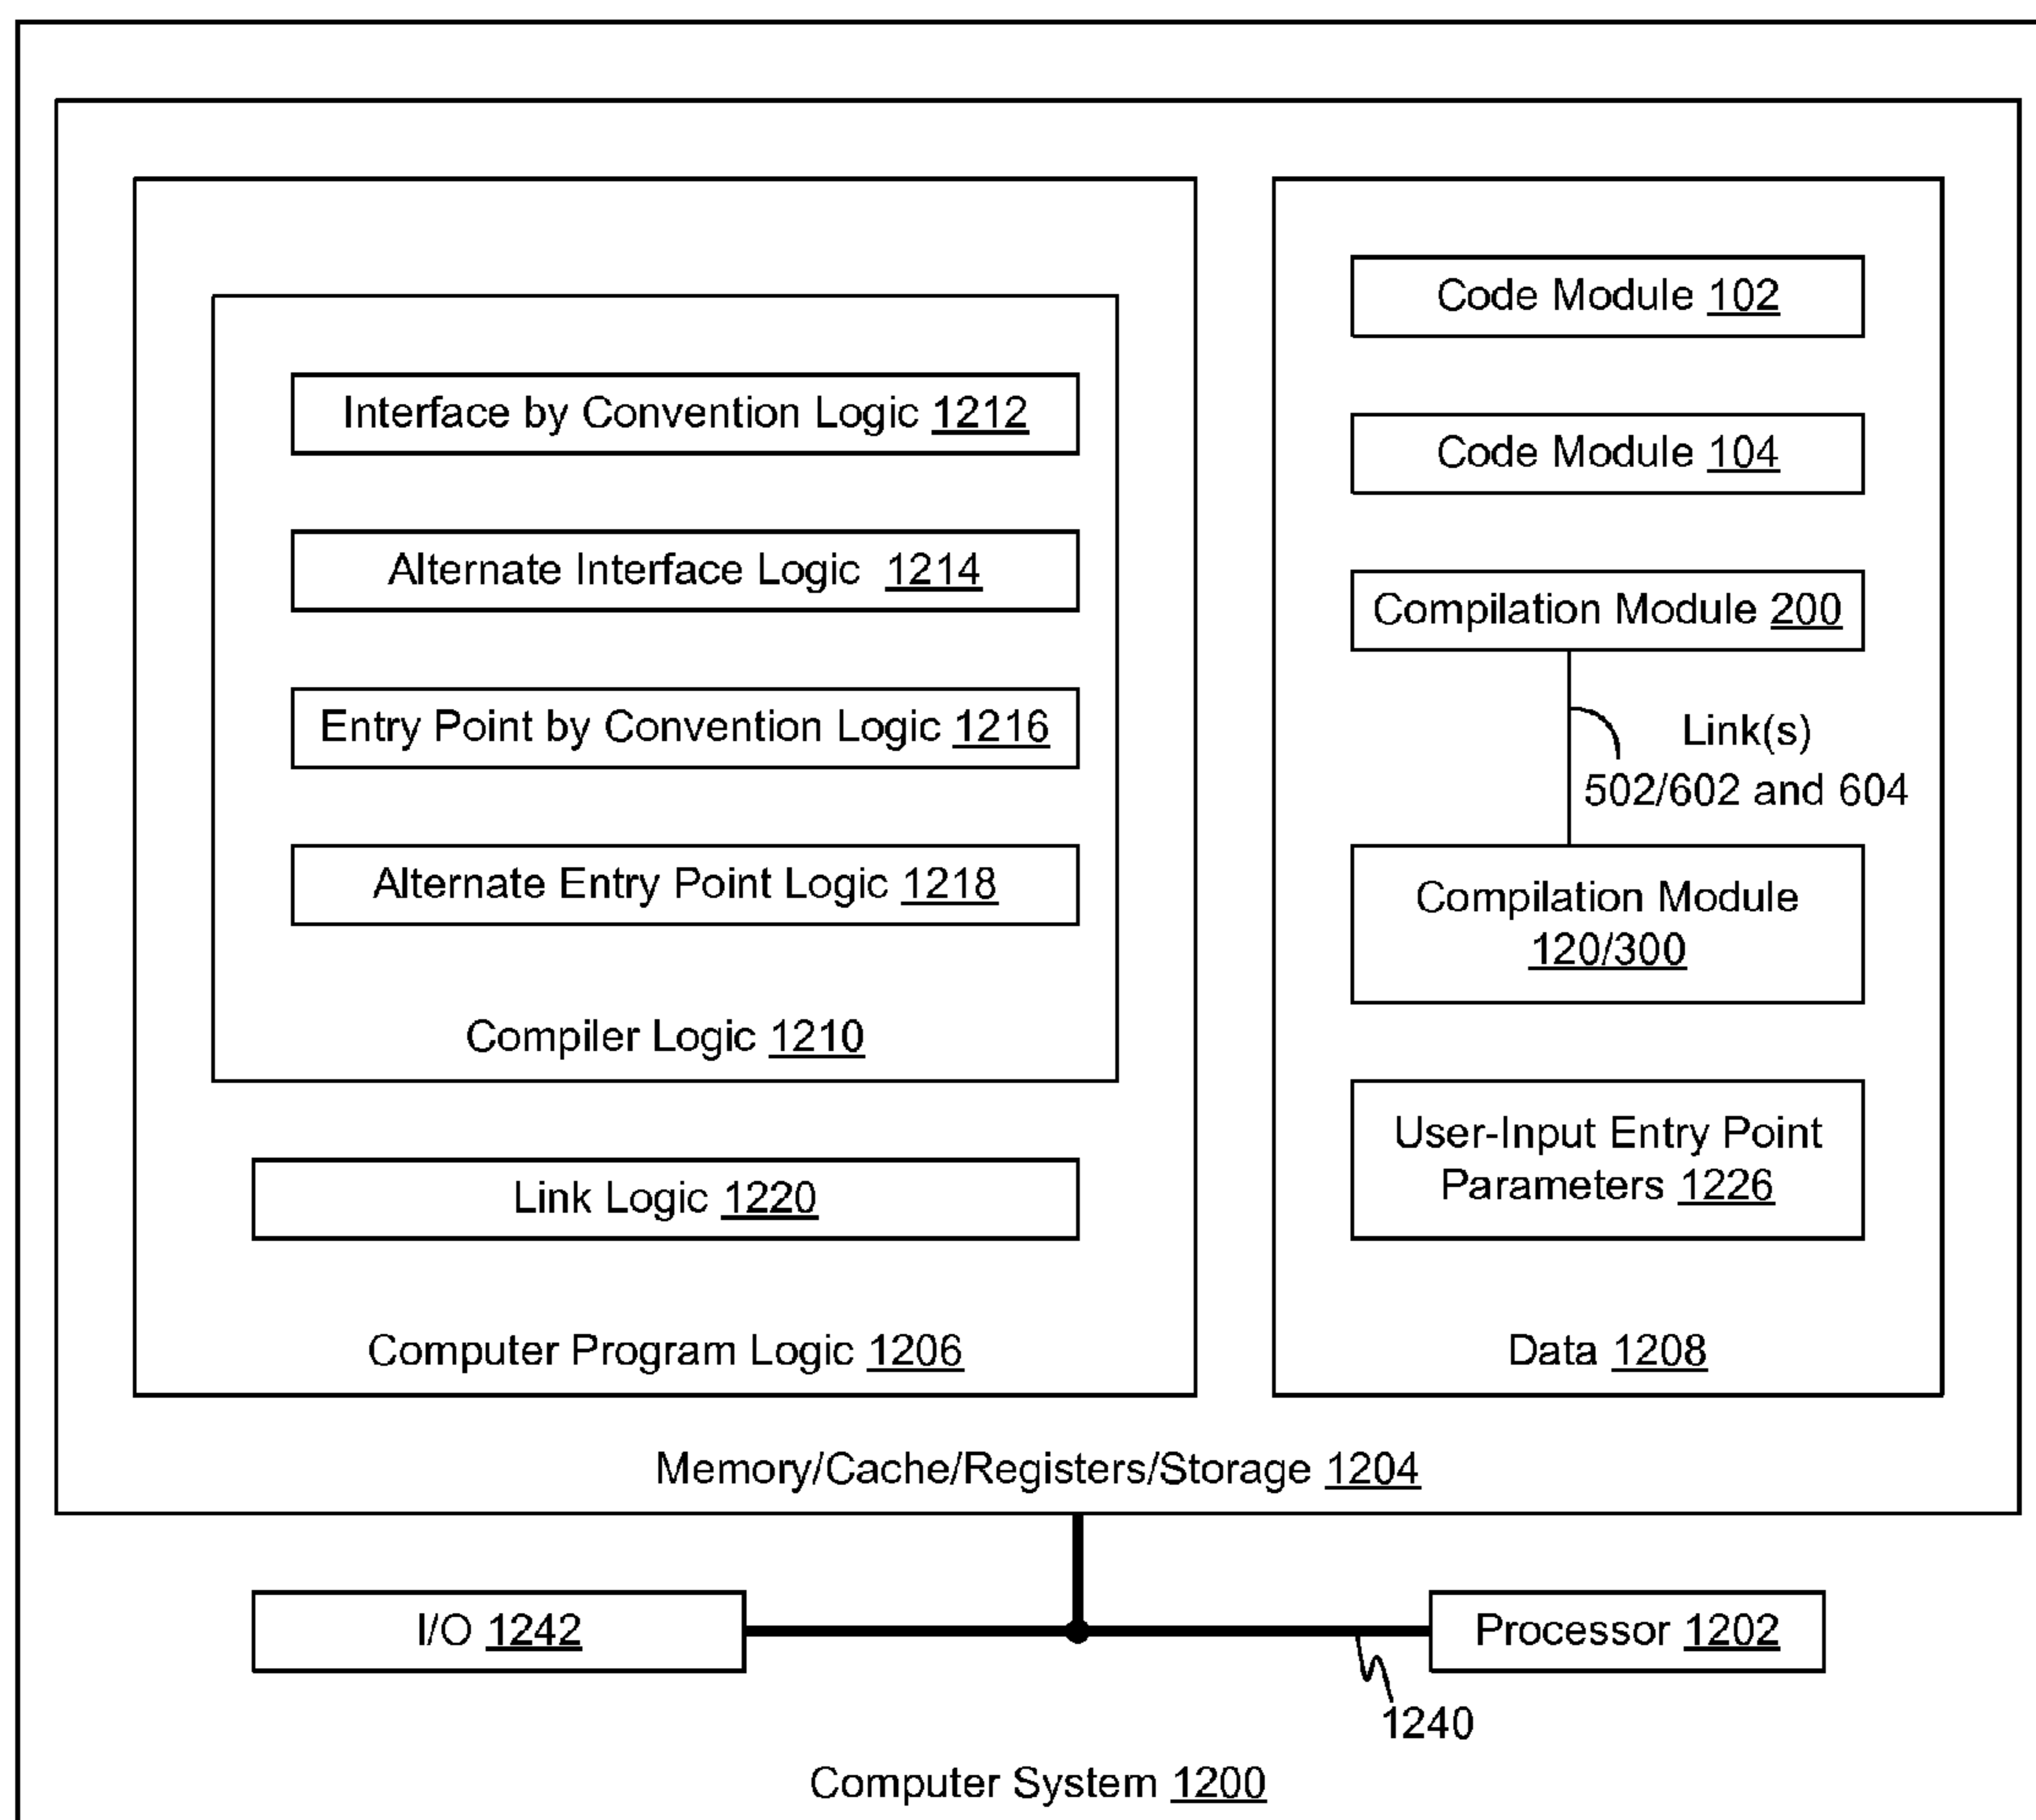 Interface by Convention Logic 1212
Alternate Interface Logic 1214
Entry Point by Convention Logic 1216
Alternate Entry Point Logic 1218
Compiler Logic 1210
Link Logic 1220
Computer Program Logic 1206
Code Module 102
Code Module 104
Compilation Module 200
Link(s)
502/602 and 604
Compilation Module
120/300
User-Input Entry Point
Parameters 1226
Data 1208
Memory/Cache/Registers/Storage 1204
I/O 1242
Processor 1202
1240
Computer System 1200